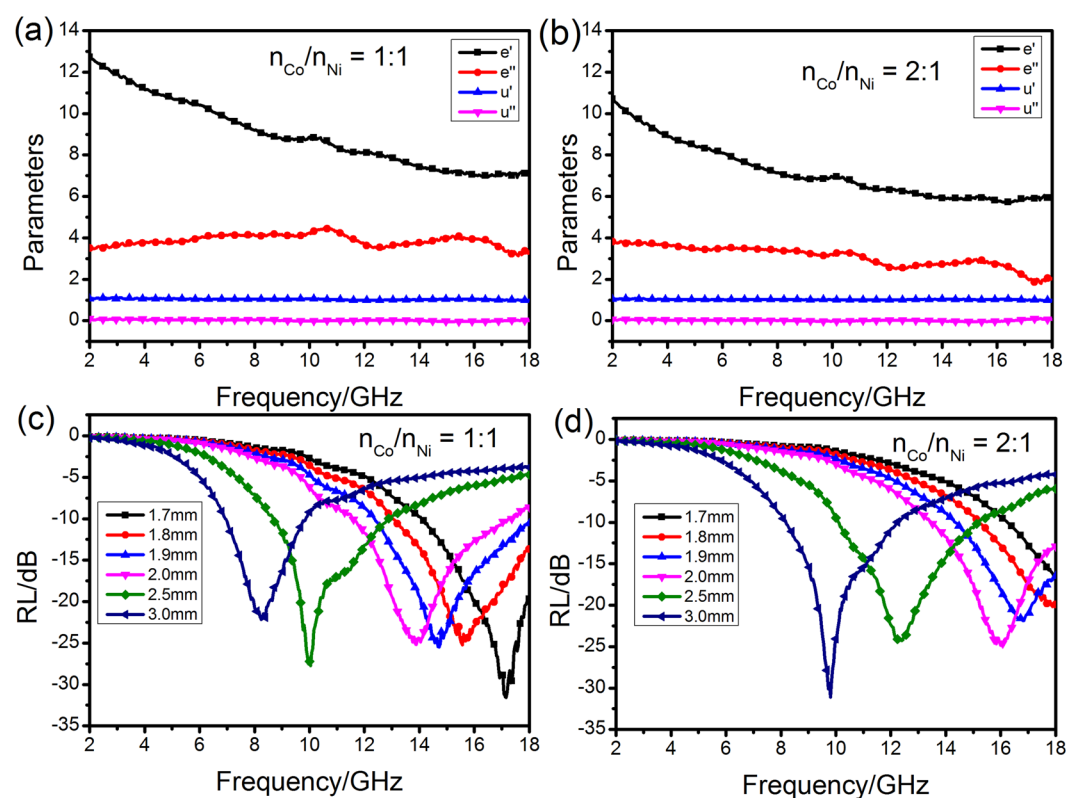 (a)
n_Co/n_Ni = 1:1
e'
e''
u'
u''
14
12
10
8
6
4
2
0
Parameters
2 4 6 8 10 12 14 16 18
Frequency/GHz
(b)
n_Co/n_Ni = 2:1
e'
e''
u'
u''
14
12
10
8
6
4
2
0
Parameters
2 4 6 8 10 12 14 16 18
Frequency/GHz
(c)
n_Co/n_Ni = 1:1
0
-5
-10
-15
-20
-25
-30
-35
RL/dB
1.7mm
1.8mm
1.9mm
2.0mm
2.5mm
3.0mm
2 4 6 8 10 12 14 16 18
Frequency/GHz
(d)
n_Co/n_Ni = 2:1
0
-5
-10
-15
-20
-25
-30
-35
RL/dB
1.7mm
1.8mm
1.9mm
2.0mm
2.5mm
3.0mm
2 4 6 8 10 12 14 16 18
Frequency/GHz